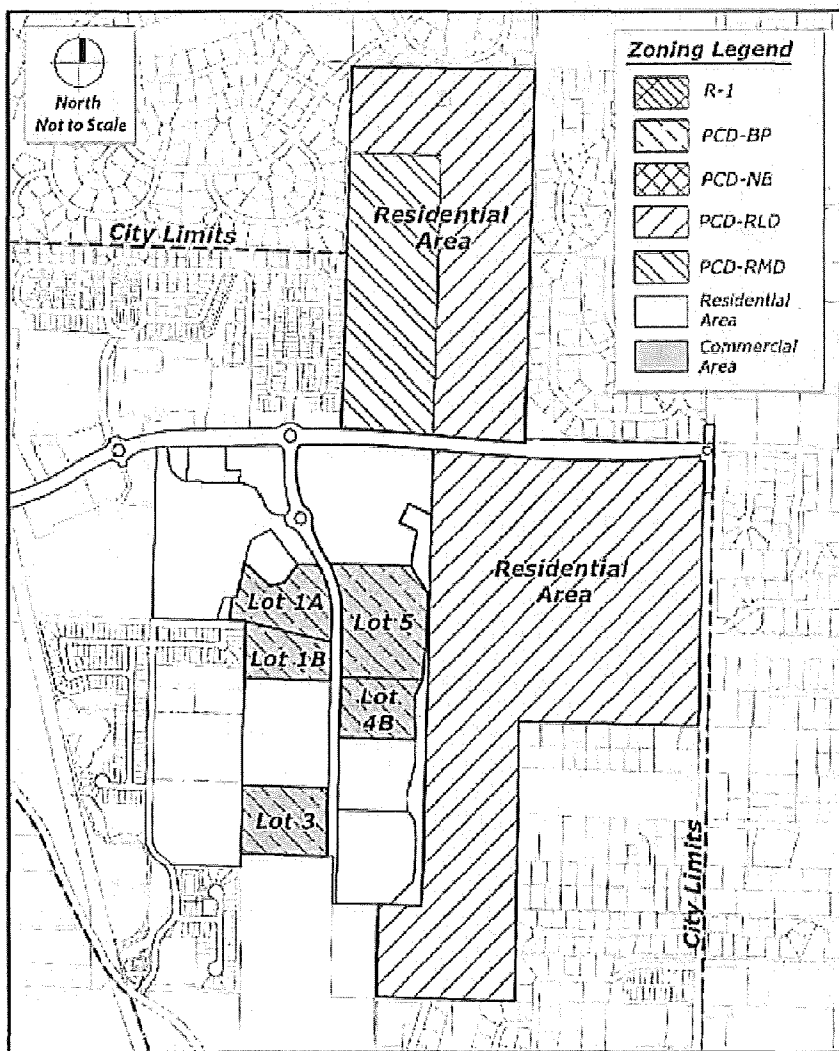 North
Not to Scale
Zoning Legend
R-1
PCD-BP
PCD-NB
PCD-RLD
PCD-RMD
Residential
Area
Commercial
Area
Residential
Area
City Limits
Residential
Area
Lot 1A
Lot 5
Lot 1B
Lot
4B
Lot 3
City Limits